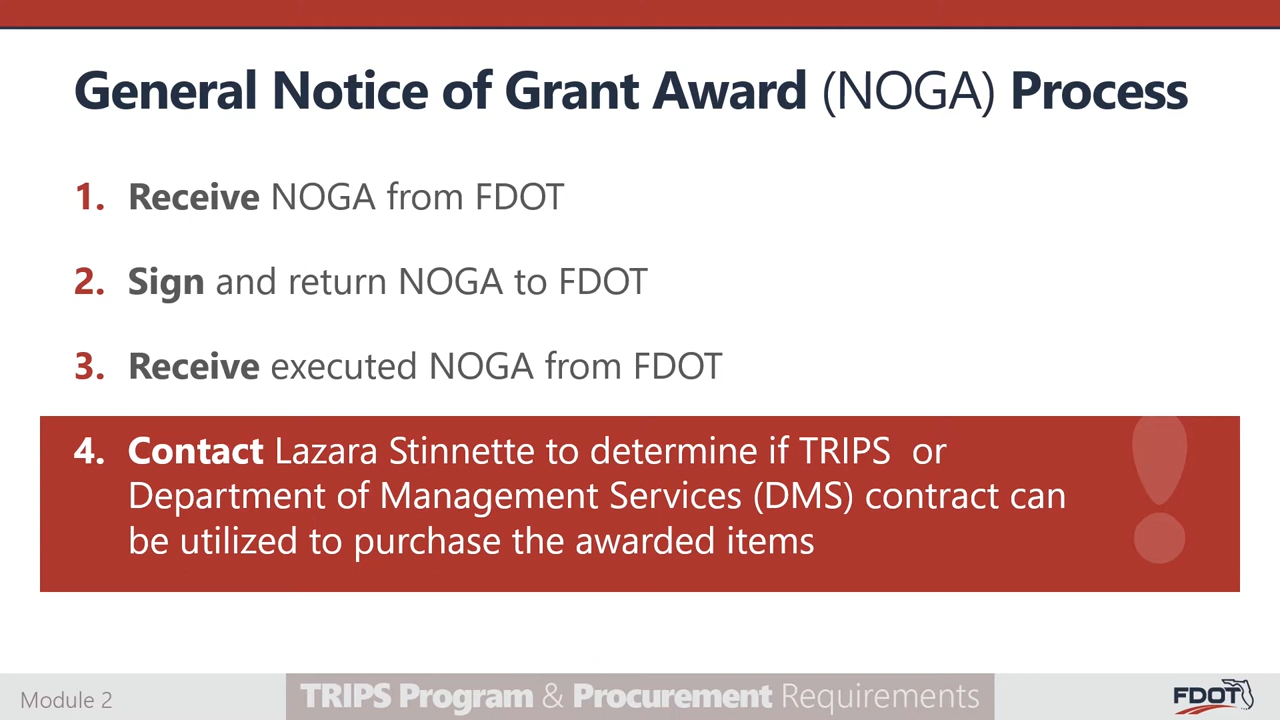 General Notice of Grant Award (NOGA) Process
1. Receive NOGA from FDOT
2. Sign and return NOGA to FDOT
3. Receive executed NOGA from FDOT
4. Contact Lazara Stinnette to determine if TRIPS or
Department of Management Services (DMS) contract can
be utilized to purchase the awarded items
!
Module 2
TRIPS Program & Procurement Requirements
FDOT